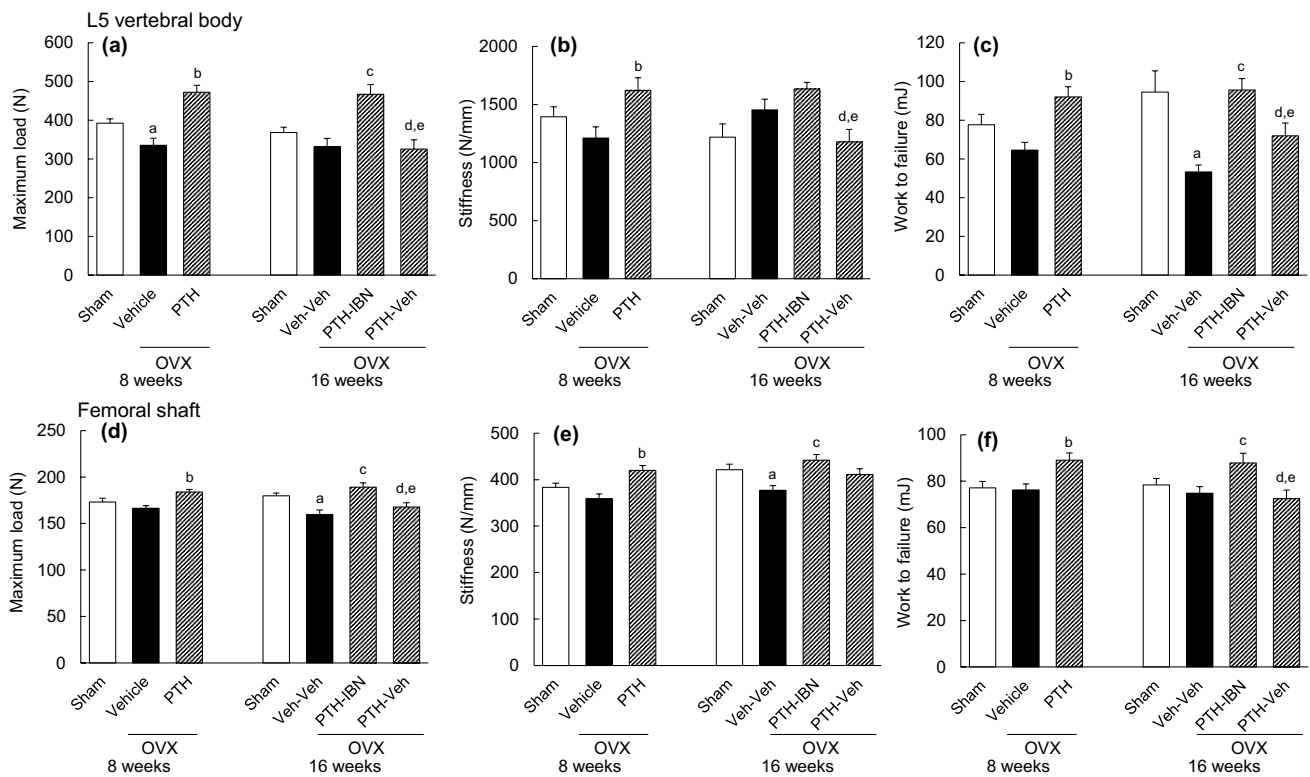 L5 vertebral body
(a)
Maximum load (N)
600
500
400
300
200
100
0
a
b
c
d,e
Sham
Vehicle
PTH
Sham
Veh-Veh
PTH-IBN
PTH-Veh
OVX
OVX
8 weeks
16 weeks
(b)
Stiffness (N/mm)
2000
1500
1000
500
0
b
d,e
Sham
Vehicle
PTH
Sham
Veh-Veh
PTH-IBN
PTH-Veh
OVX
OVX
8 weeks
16 weeks
(c)
Work to failure (mJ)
120
100
80
60
40
20
0
b
a
c
d,e
Sham
Vehicle
PTH
Sham
Veh-Veh
PTH-IBN
PTH-Veh
OVX
OVX
8 weeks
16 weeks
Femoral shaft
(d)
Maximum load (N)
250
200
150
100
50
0
b
a
c
d,e
Sham
Vehicle
PTH
Sham
Veh-Veh
PTH-IBN
PTH-Veh
OVX
OVX
8 weeks
16 weeks
(e)
Stiffness (N/mm)
500
400
300
200
100
0
b
a
c
Sham
Vehicle
PTH
Sham
Veh-Veh
PTH-IBN
PTH-Veh
OVX
OVX
8 weeks
16 weeks
(f)
Work to failure (mJ)
100
80
60
40
20
0
b
c
d,e
Sham
Vehicle
PTH
Sham
Veh-Veh
PTH-IBN
PTH-Veh
OVX
OVX
8 weeks
16 weeks